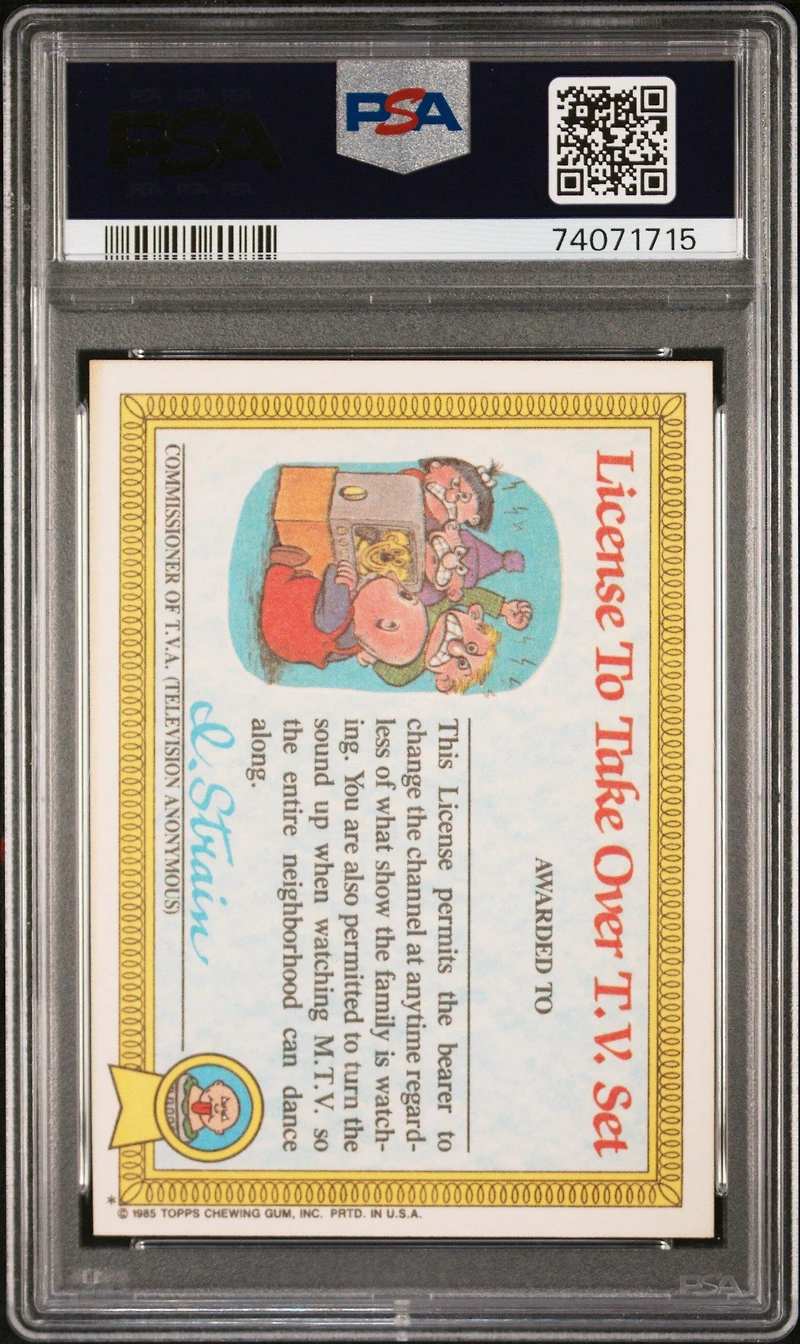 PSA
PSA
74071715
License To Take Over T.V. Set
AWARDED TO
This License permits the bearer to
change the channel at anytime regard-
less of what show the family is watch-
ing. You are also permitted to turn the
sound up when watching M.T.V. so
the entire neighborhood can dance
along.
I. Strain
COMMISSIONER OF T.V.A. (TELEVISION ANONYMOUS)
* © 1985 TOPPS CHEWING GUM, INC. PRTD. IN U.S.A.
PSA